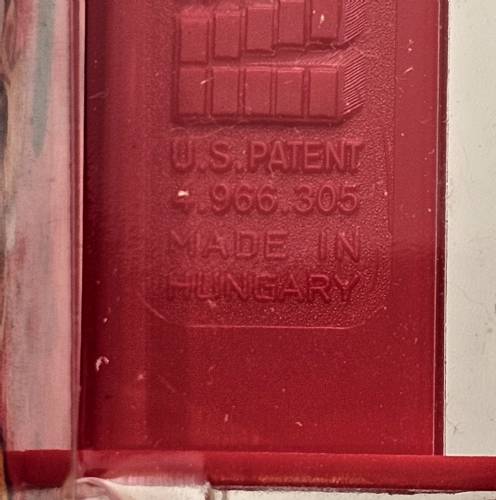 U.S.PATENT
4.966.305
MADE IN
HUNGARY